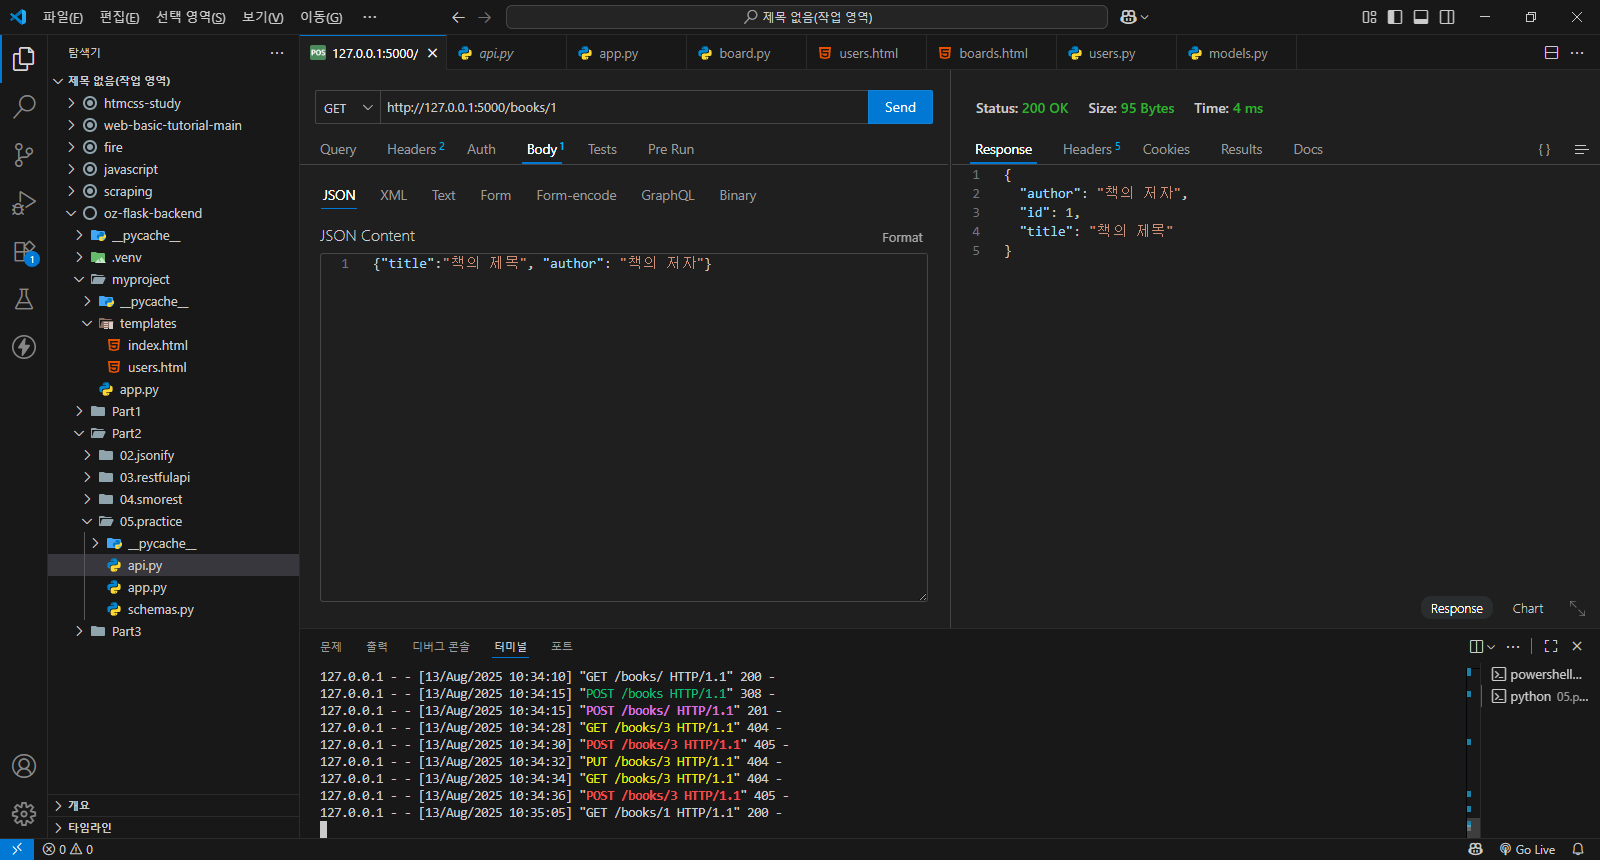 파일(F) 편집(E) 선택 영역(S) 보기(V) 이동(G) ···
제목 없음(작업 영역)
탐색기
제목 없음(작업 영역)
htmcss-study
web-basic-tutorial-main
fire
javascript
scraping
oz-flask-backend
__pycache__
.venv
myproject
__pycache__
templates
index.html
users.html
app.py
Part1
Part2
02.jsonify
03.restfulapi
04.smorest
05.practice
__pycache__
api.py
app.py
schemas.py
Part3
개요
타임라인
1
POS 127.0.0.1:5000/ api.py app.py board.py users.html boards.html users.py models.py
GET http://127.0.0.1:5000/books/1 Send
Query Headers 2 Auth Body 1 Tests Pre Run
JSON XML Text Form Form-encode GraphQL Binary
JSON Content Format
1 {"title":"책의 제목", "author": "책의 저자"}
Status: 200 OK Size: 95 Bytes Time: 4 ms
Response Headers 5 Cookies Results Docs { }
1 {
2 "author": "책의 저자",
3 "id": 1,
4 "title": "책의 제목"
5 }
Response Chart
문제 출력 디버그 콘솔 터미널 포트
127.0.0.1 - - [13/Aug/2025 10:34:10] "GET /books/ HTTP/1.1" 200 -
127.0.0.1 - - [13/Aug/2025 10:34:15] "POST /books HTTP/1.1" 308 -
127.0.0.1 - - [13/Aug/2025 10:34:15] "POST /books/ HTTP/1.1" 201 -
127.0.0.1 - - [13/Aug/2025 10:34:28] "GET /books/3 HTTP/1.1" 404 -
127.0.0.1 - - [13/Aug/2025 10:34:30] "POST /books/3 HTTP/1.1" 405 -
127.0.0.1 - - [13/Aug/2025 10:34:32] "PUT /books/3 HTTP/1.1" 404 -
127.0.0.1 - - [13/Aug/2025 10:34:34] "GET /books/3 HTTP/1.1" 404 -
127.0.0.1 - - [13/Aug/2025 10:34:36] "POST /books/3 HTTP/1.1" 405 -
127.0.0.1 - - [13/Aug/2025 10:35:05] "GET /books/1 HTTP/1.1" 200 -
powershell...
python 05.p...
0 0
Go Live